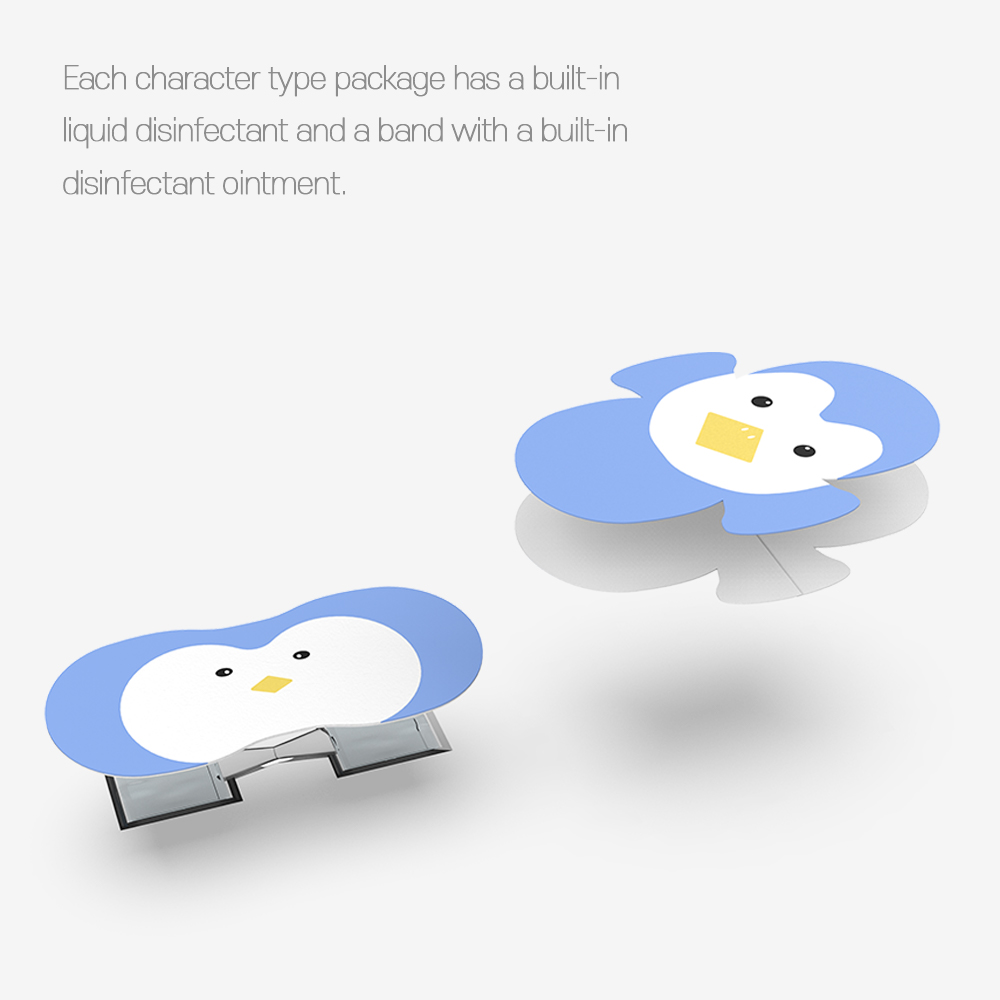 Each character type package has a built-in
liquid disinfectant and a band with a built-in
disinfectant ointment.